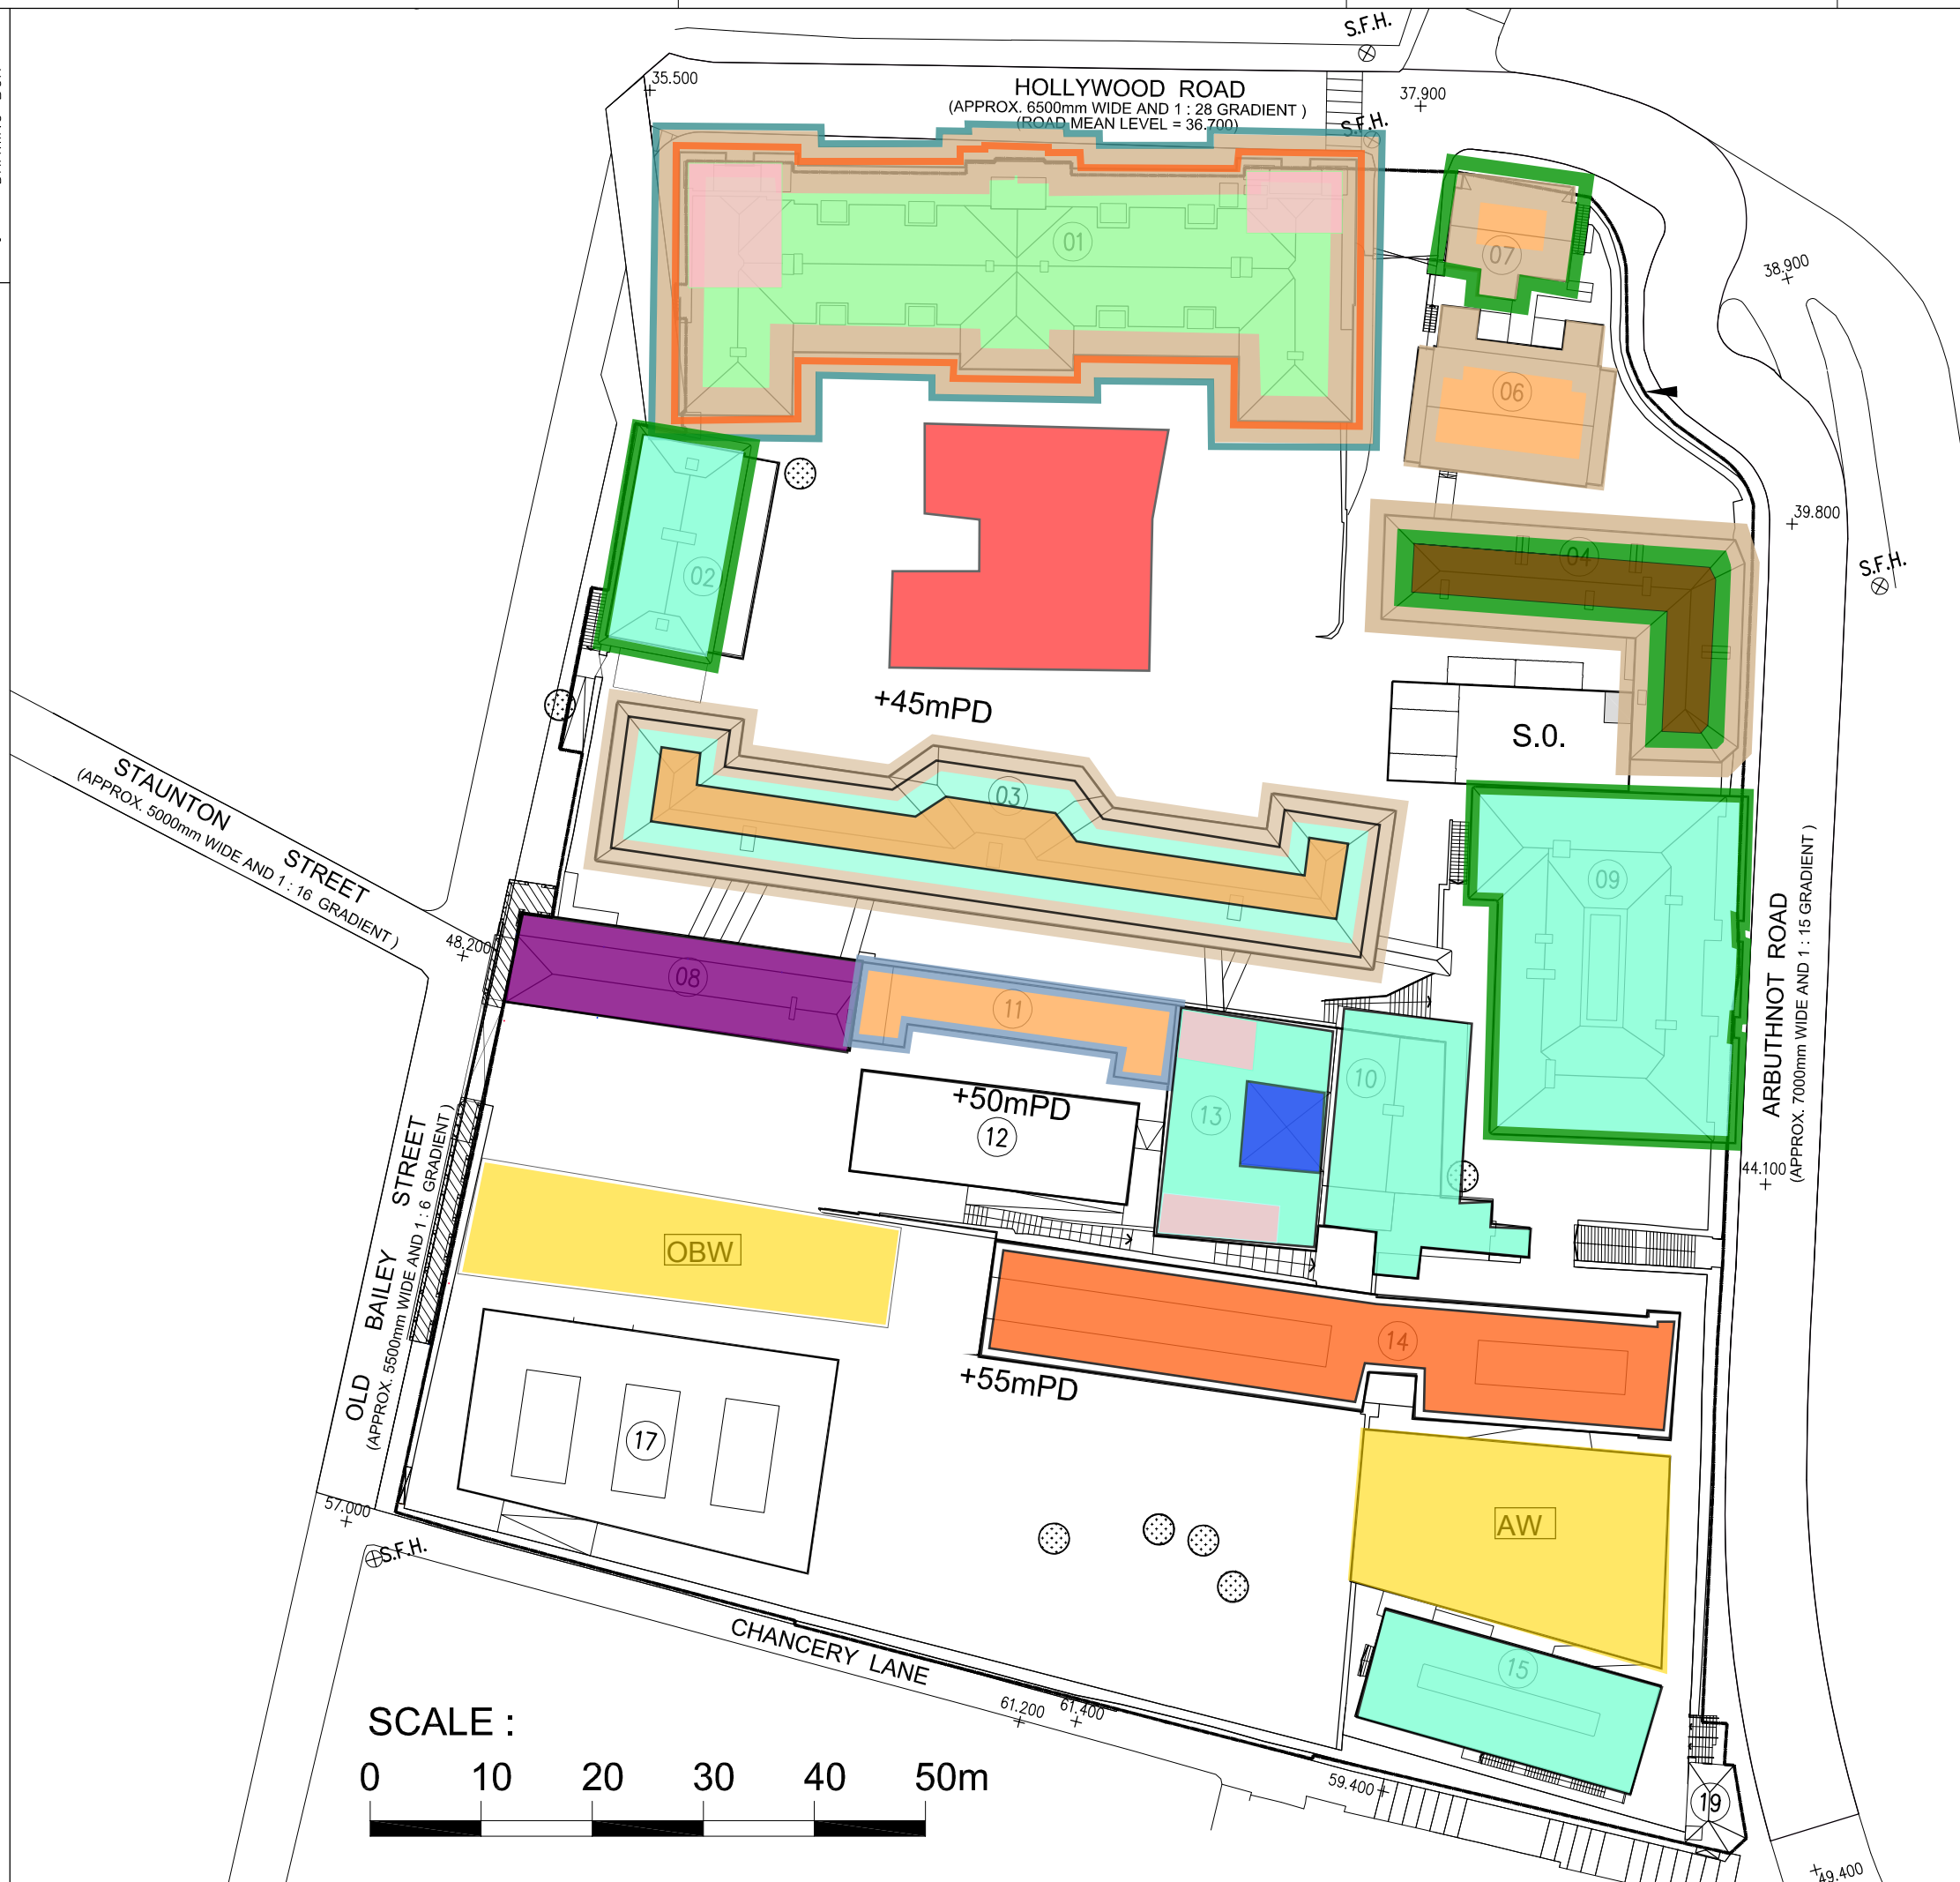 S.F.H.
35.500
HOLLYWOOD ROAD
(APPROX. 6500mm WIDE AND 1 : 28 GRADIENT )
(ROAD MEAN LEVEL = 36.700)
37.900
S.F.H.
01
07
38.900
06
39.800
04
S.F.H.
02
+45mPD
S.0.
STAUNTON STREET
(APPROX. 5000mm WIDE AND 1 : 16 GRADIENT )
03
09
48.200
08
11
10
+50mPD
12
13
ARBUTHNOT ROAD
(APPROX. 7000mm WIDE AND 1 : 15 GRADIENT )
44.100
OLD BAILEY STREET
(APPROX. 5500mm WIDE AND 1 : 6 GRADIENT )
OBW
14
+55mPD
17
AW
57.000
S.F.H.
CHANCERY LANE
15
61.200
61.400
59.400
19
49.400
SCALE :
0 10 20 30 40 50m